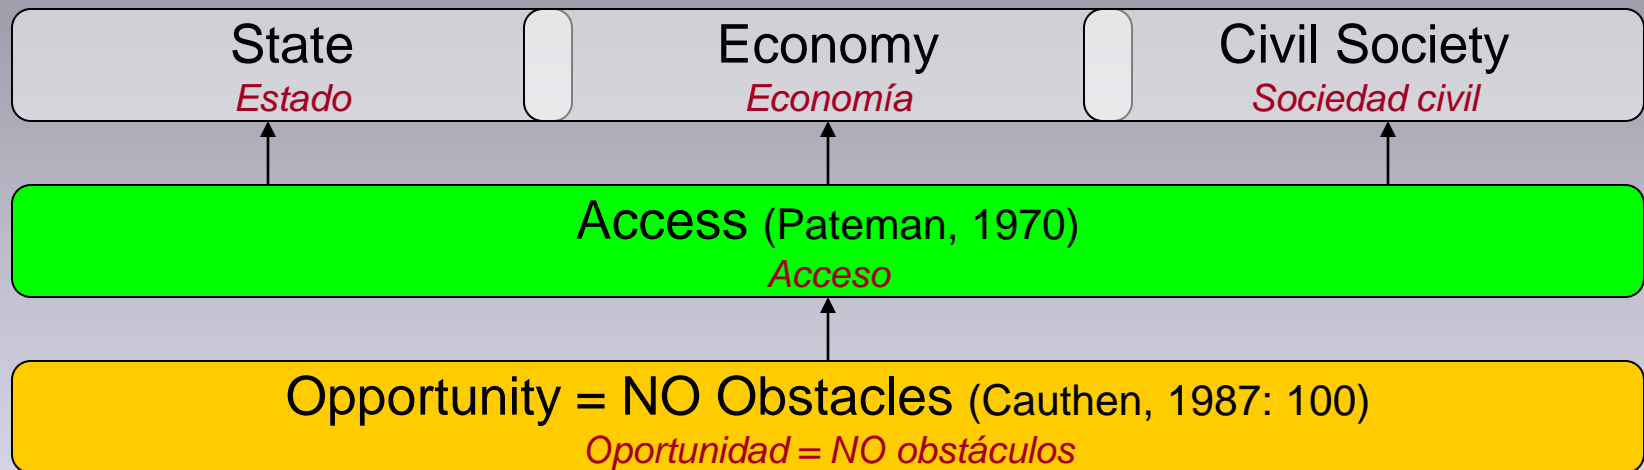 State
Estado
Economy
Economía
Civil Society
Sociedad civil
Access (Pateman, 1970)
Acceso
Opportunity = NO Obstacles (Cauthen, 1987: 100)
Oportunidad = NO obstáculos